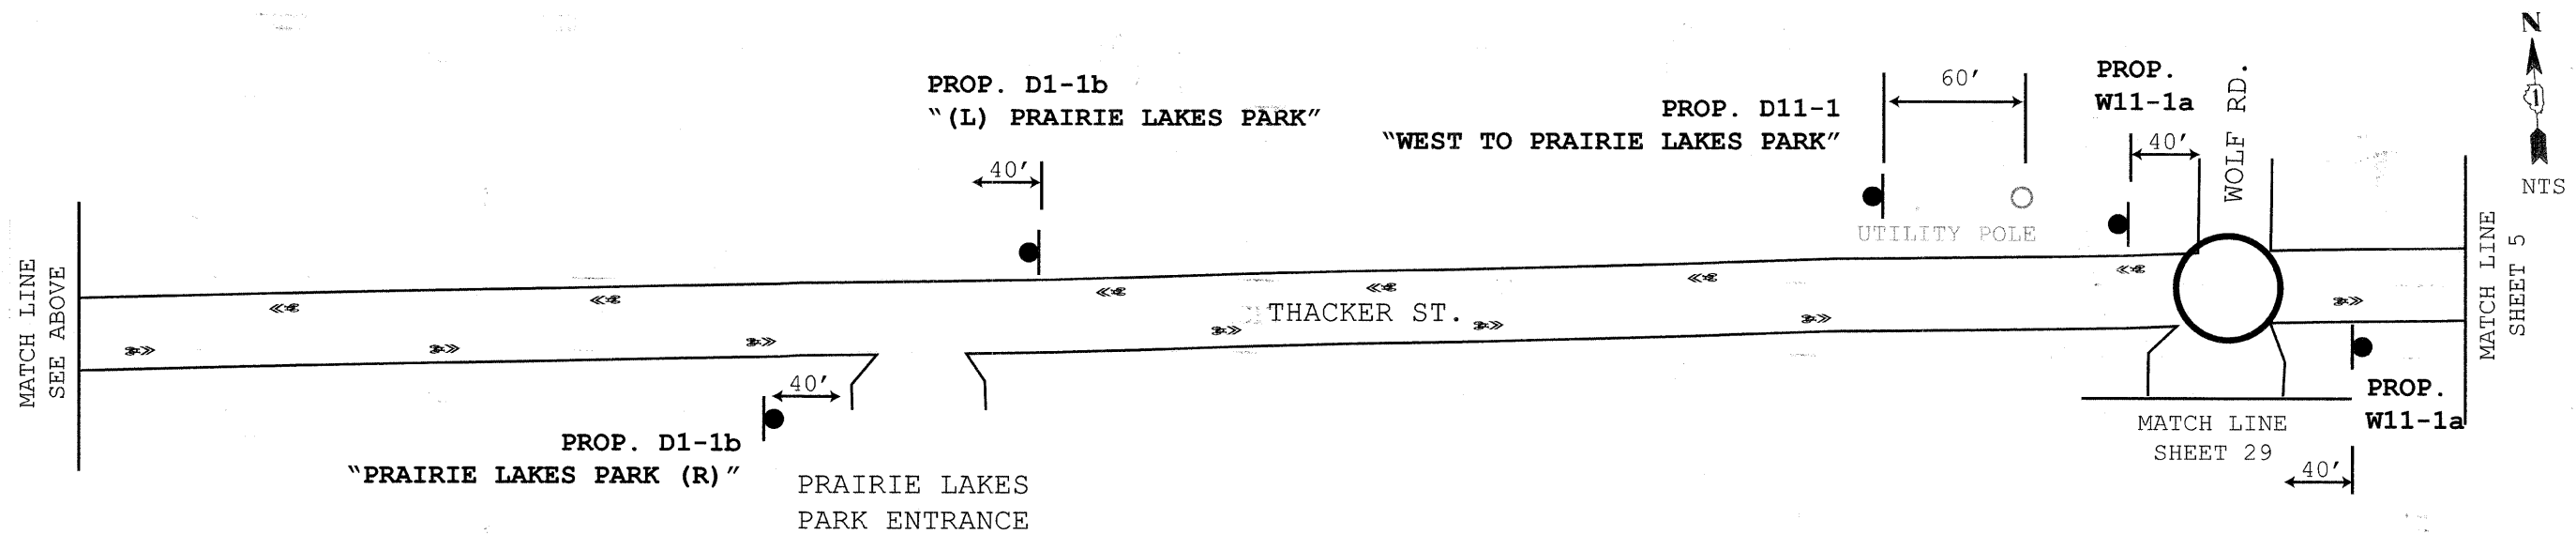 N
1
NTS
PROP. D1-1b
"(L) PRAIRIE LAKES PARK"
40'
PROP. D11-1
"WEST TO PRAIRIE LAKES PARK"
60'
UTILITY POLE
PROP.
W11-1a
40'
WOLF RD.
MATCH LINE
SEE ABOVE
THACKER ST.
MATCH LINE
SHEET 5
40'
PROP. D1-1b
"PRAIRIE LAKES PARK (R)"
PRAIRIE LAKES
PARK ENTRANCE
MATCH LINE
SHEET 29
PROP.
W11-1a
40'